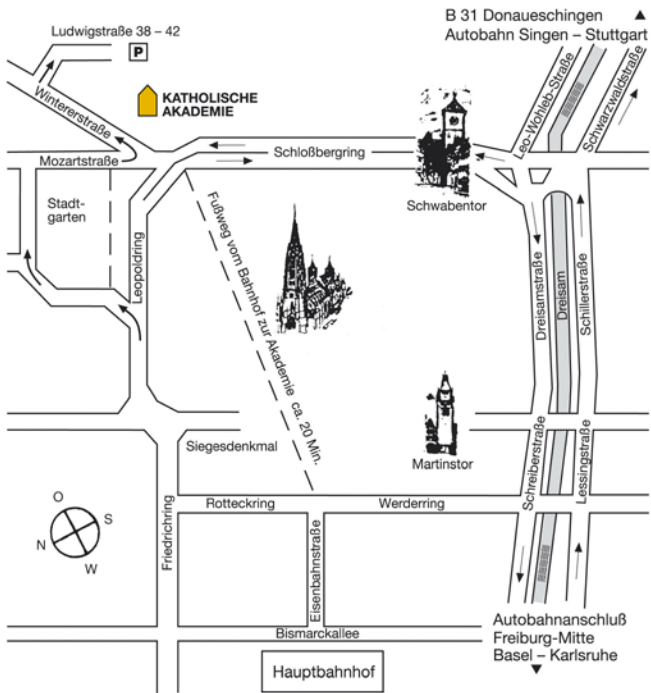 B 31 Donaueschingen ▲
Autobahn Singen – Stuttgart
Ludwigstraße 38 – 42
P
KATHOLISCHE
AKADEMIE
Wintererstraße
Mozartstraße
Schloßbergring
Leo-Wohleb-Straße
Schwarzwaldstraße
Stadt-
garten
Schwabentor
Leopoldring
Fußweg vom Bahnhof zur Akademie ca. 20 Min.
Dreisamstraße
Dreisam
Schillerstraße
Siegesdenkmal
Martinstor
Schreiberstraße
Lessingstraße
Rotteckring
Werderring
O
S
N
W
Friedrichring
Eisenbahnstraße
Bismarckallee
Hauptbahnhof
Autobahnanschluß
Freiburg-Mitte
Basel – Karlsruhe
▼